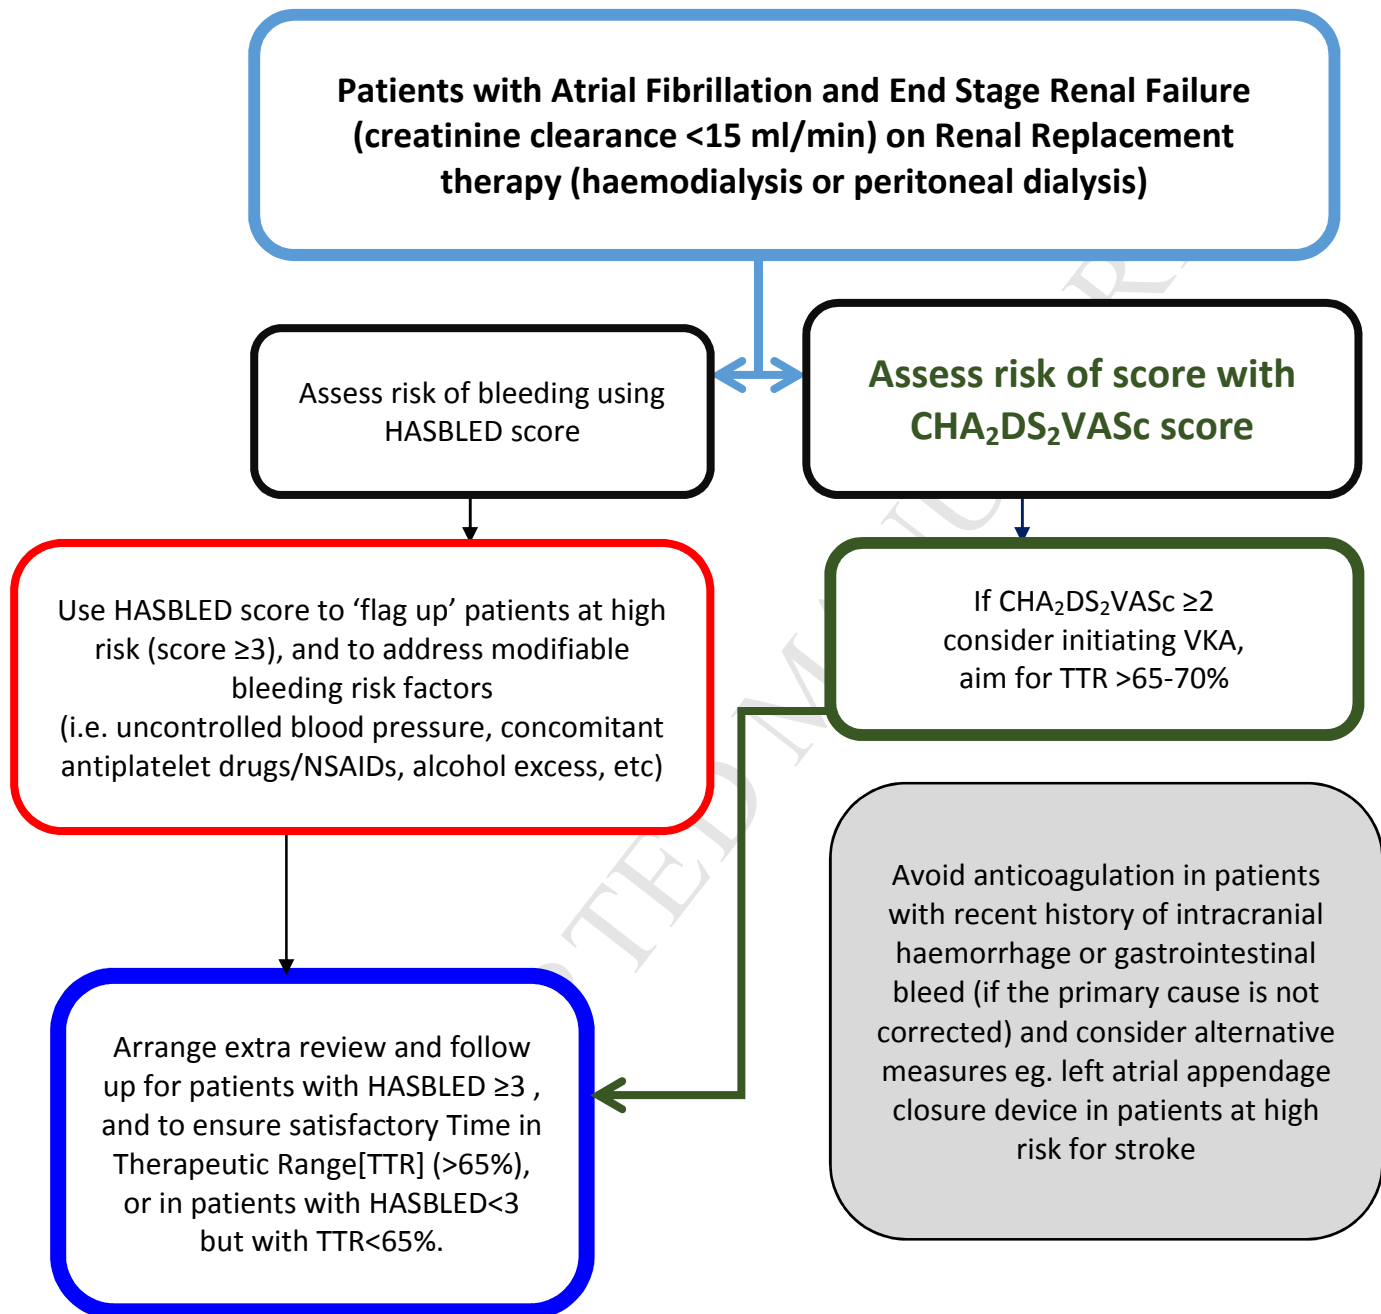 Patients with Atrial Fibrillation and End Stage Renal Failure
(creatinine clearance <15 ml/min) on Renal Replacement
therapy (haemodialysis or peritoneal dialysis)
Assess risk of bleeding using
HASBLED score
Assess risk of score with
CHA₂DS₂VASc score
Use HASBLED score to ‘flag up’ patients at high
risk (score ≥3), and to address modifiable
bleeding risk factors
(i.e. uncontrolled blood pressure, concomitant
antiplatelet drugs/NSAIDs, alcohol excess, etc)
If CHA₂DS₂VASc ≥2
consider initiating VKA,
aim for TTR >65-70%
Avoid anticoagulation in patients
with recent history of intracranial
haemorrhage or gastrointestinal
bleed (if the primary cause is not
corrected) and consider alternative
measures eg. left atrial appendage
closure device in patients at high
risk for stroke
Arrange extra review and follow
up for patients with HASBLED ≥3 ,
and to ensure satisfactory Time in
Therapeutic Range[TTR] (>65%),
or in patients with HASBLED<3
but with TTR<65%.